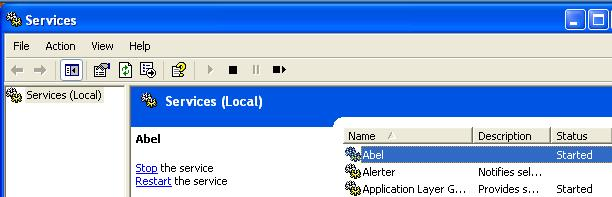 Services
File Action View Help
Services (Local)
Services (Local)
Abel
Stop the service
Restart the service
Name Description Status
Abel Started
Alerter Notifies sel...
Application Layer G... Provides s... Started